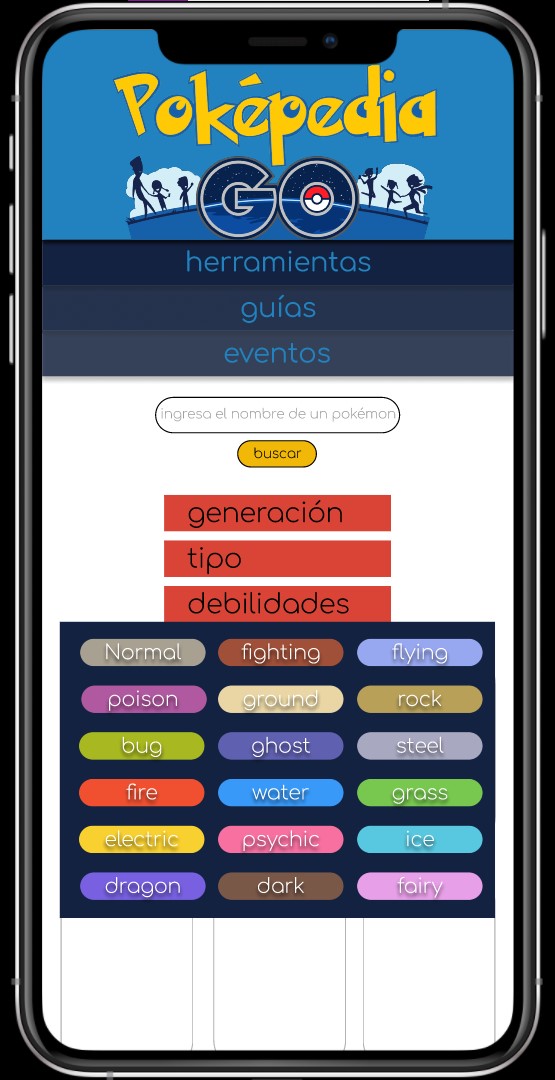 Poképedia
GO
herramientas
guías
eventos
ingresa el nombre de un pokémon
buscar
generación
tipo
debilidades
Normal fighting flying
poison ground rock
bug ghost steel
fire water grass
electric psychic ice
dragon dark fairy